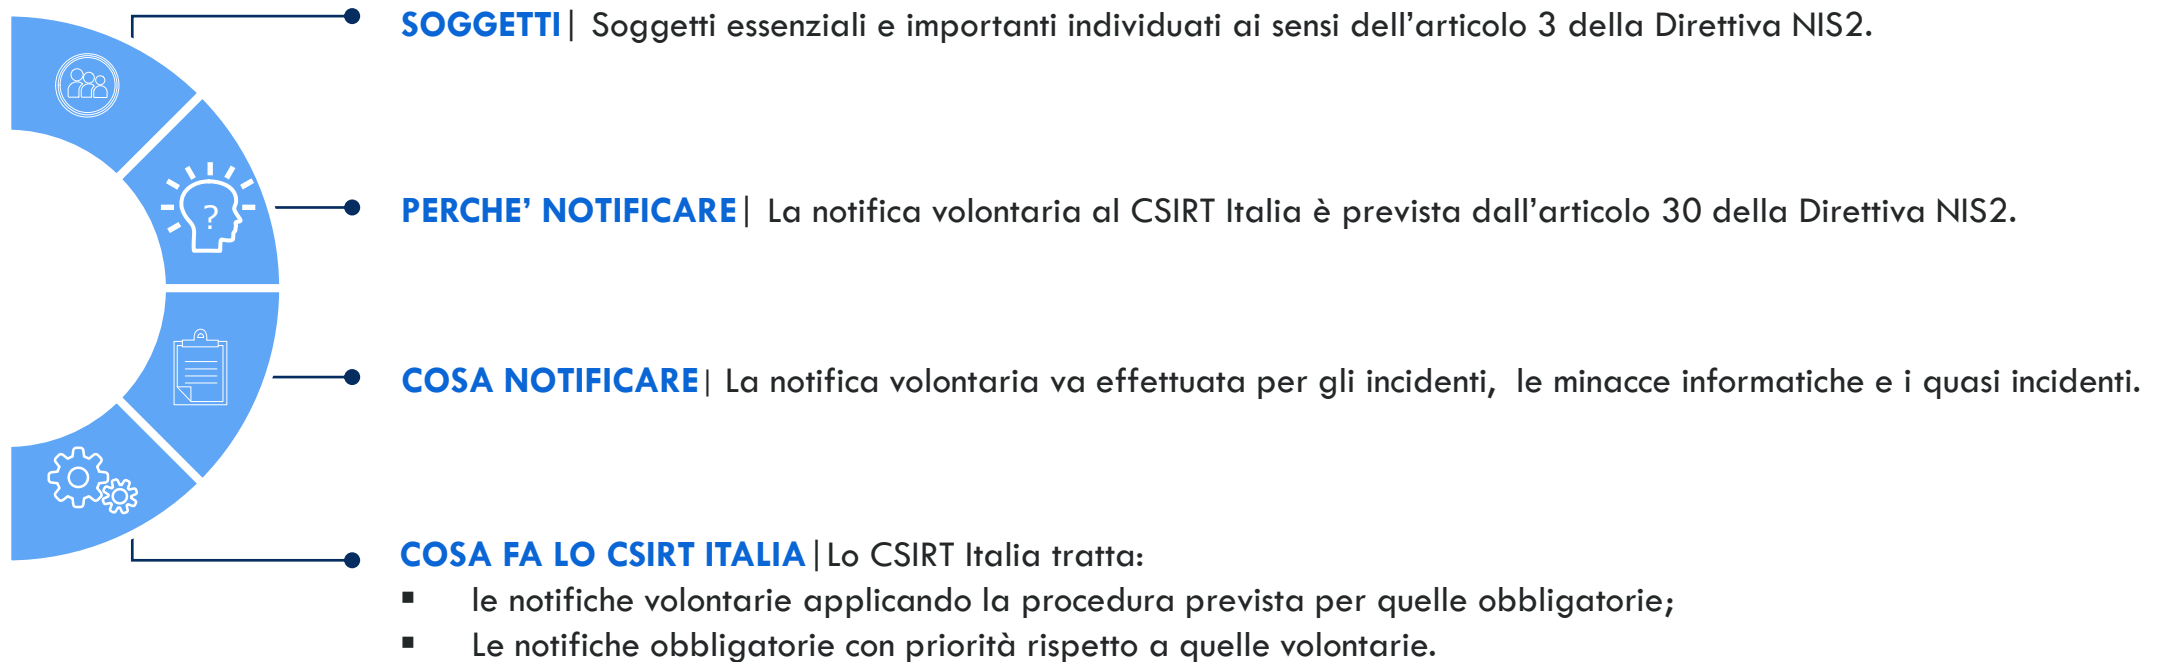 SOGGETTI| Soggetti essenziali e importanti individuati ai sensi dell’articolo 3 della Direttiva NIS2.
?
PERCHE’ NOTIFICARE| La notifica volontaria al CSIRT Italia è prevista dall’articolo 30 della Direttiva NIS2.
COSA NOTIFICARE| La notifica volontaria va effettuata per gli incidenti, le minacce informatiche e i quasi incidenti.
COSA FA LO CSIRT ITALIA|Lo CSIRT Italia tratta:
▪ le notifiche volontarie applicando la procedura prevista per quelle obbligatorie;
▪ Le notifiche obbligatorie con priorità rispetto a quelle volontarie.